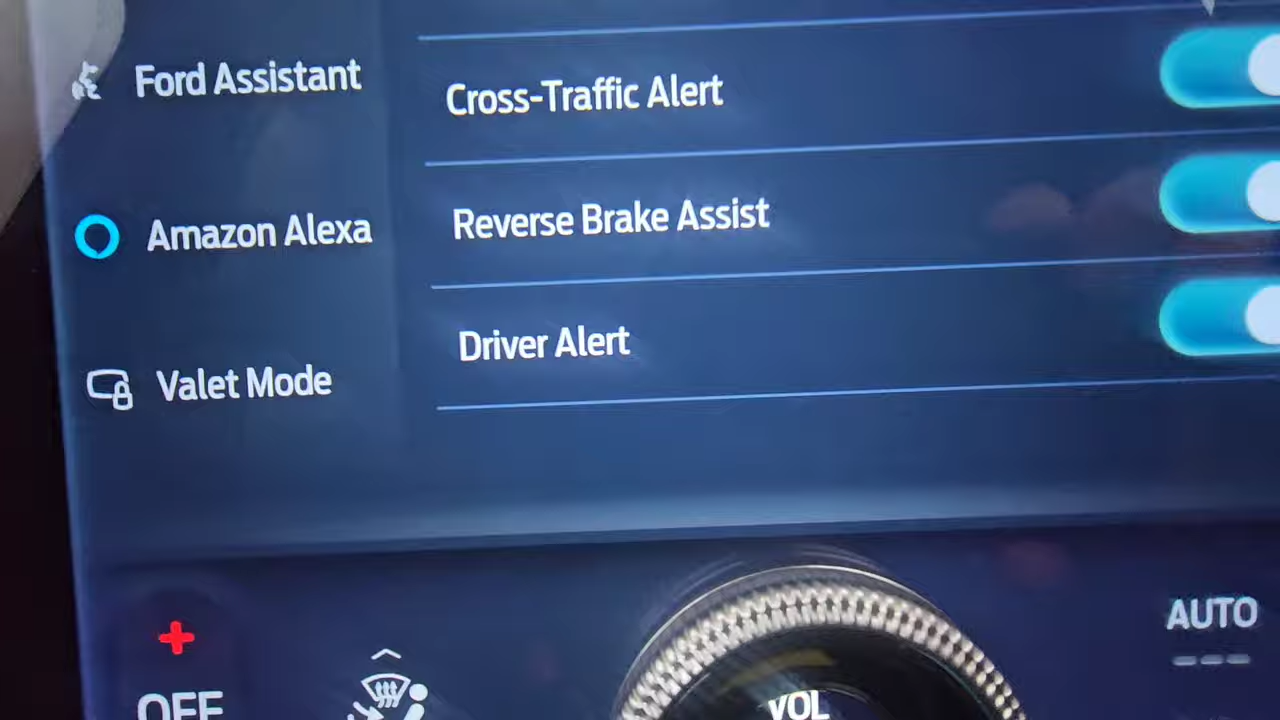 Ford Assistant
Cross-Traffic Alert
Amazon Alexa
Reverse Brake Assist
Valet Mode
Driver Alert
OFF
VOL
AUTO